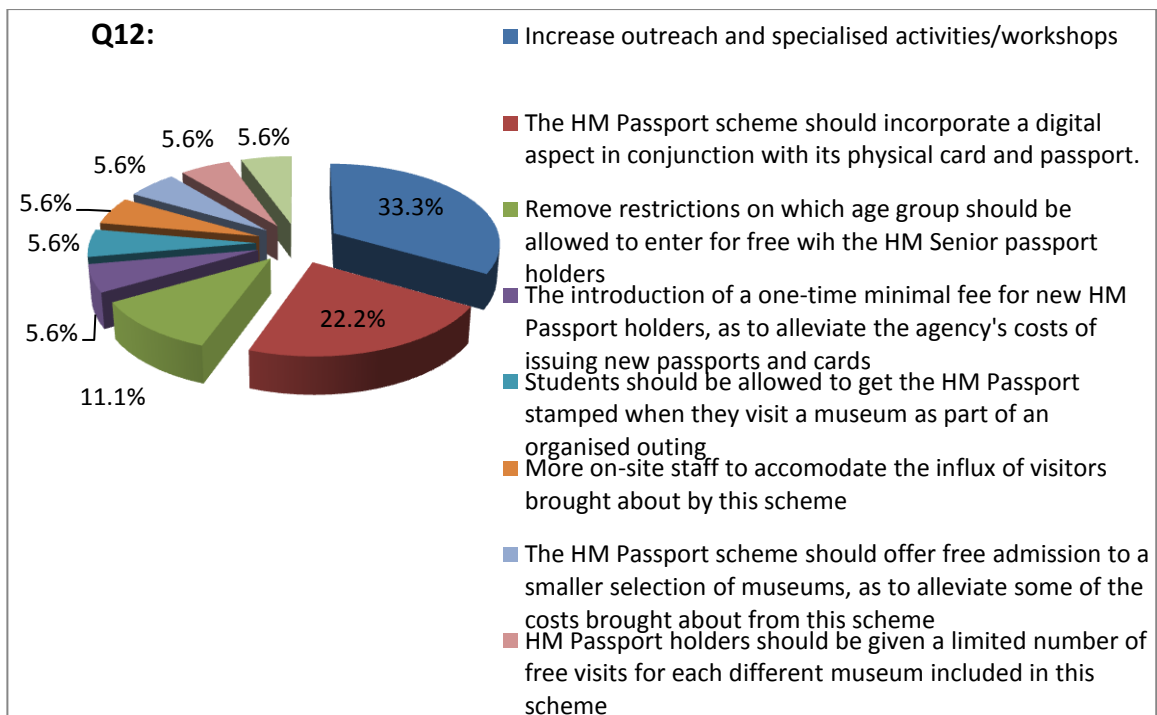 Q12:
5.6%
5.6%
5.6%
5.6%
5.6%
5.6%
11.1%
22.2%
33.3%
Increase outreach and specialised activities/workshops
The HM Passport scheme should incorporate a digital
aspect in conjunction with its physical card and passport.
Remove restrictions on which age group should be
allowed to enter for free wih the HM Senior passport
holders
The introduction of a one-time minimal fee for new HM
Passport holders, as to alleviate the agency's costs of
issuing new passports and cards
Students should be allowed to get the HM Passport
stamped when they visit a museum as part of an
organised outing
More on-site staff to accomodate the influx of visitors
brought about by this scheme
The HM Passport scheme should offer free admission to a
smaller selection of museums, as to alleviate some of the
costs brought about from this scheme
HM Passport holders should be given a limited number of
free visits for each different museum included in this
scheme